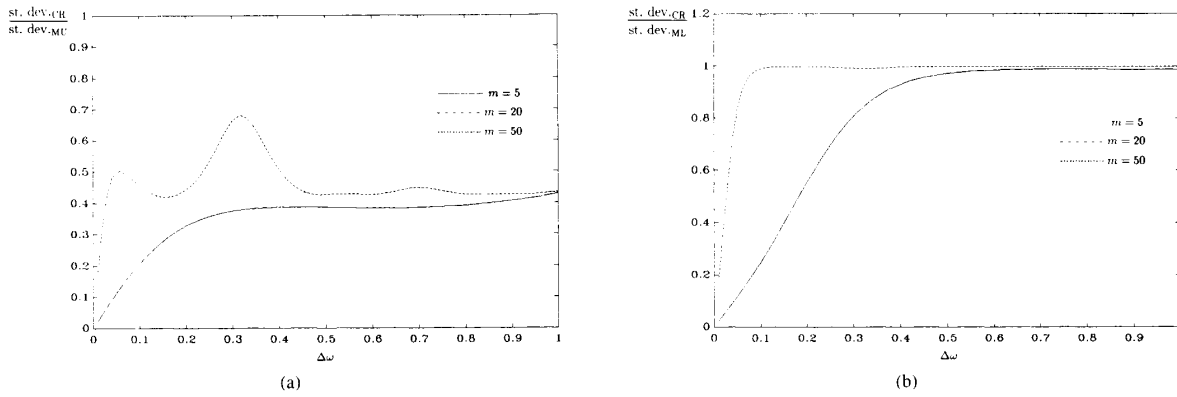 st. dev.CR
st. dev.MU
1
0.9
0.8
0.7
0.6
0.5
0.4
0.3
0.2
0.1
0
m = 5
m = 20
m = 50
0 0.1 0.2 0.3 0.4 0.5 0.6 0.7 0.8 0.9 1
Δω
(a)
st. dev.CR
st. dev.ML
1.2
1
0.8
0.6
0.4
0.2
0
m = 5
m = 20
m = 50
0 0.1 0.2 0.3 0.4 0.5 0.6 0.7 0.8 0.9
Δω
(b)